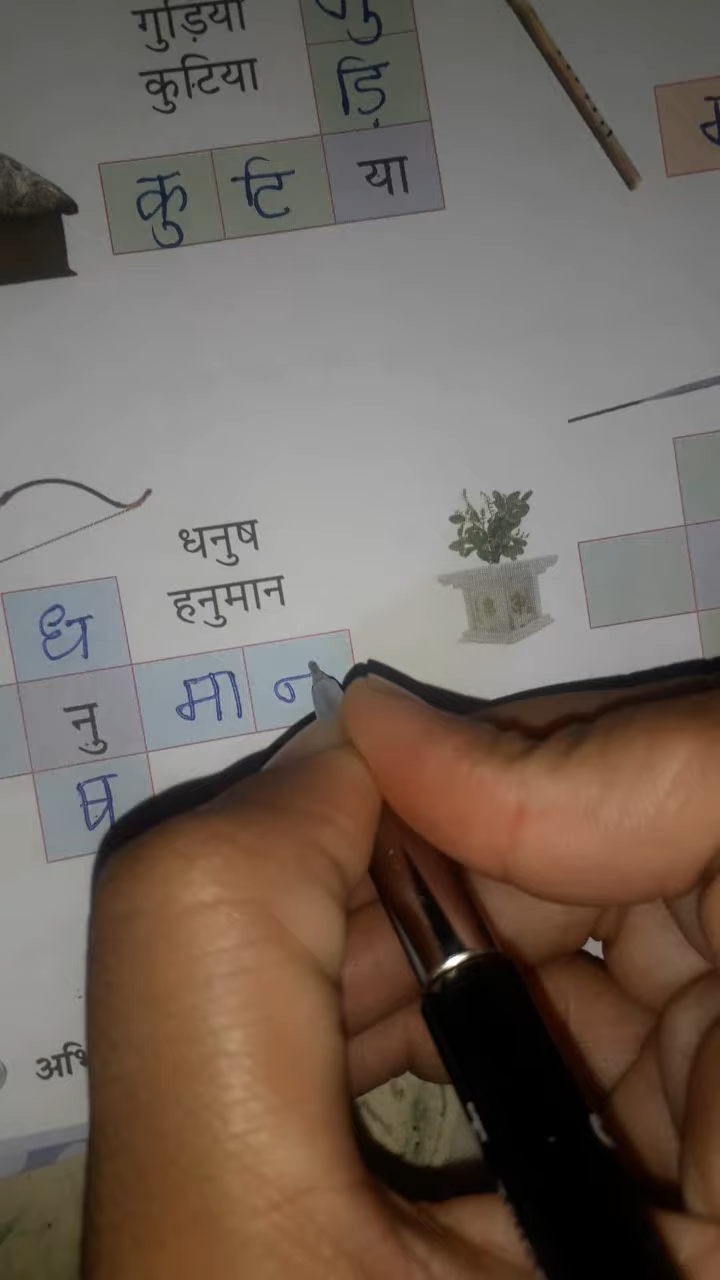 गुड़िया
कुटिया
गु
ड़ि
कु टि या
धनुष
हनुमान
ध
नु मा न
ष